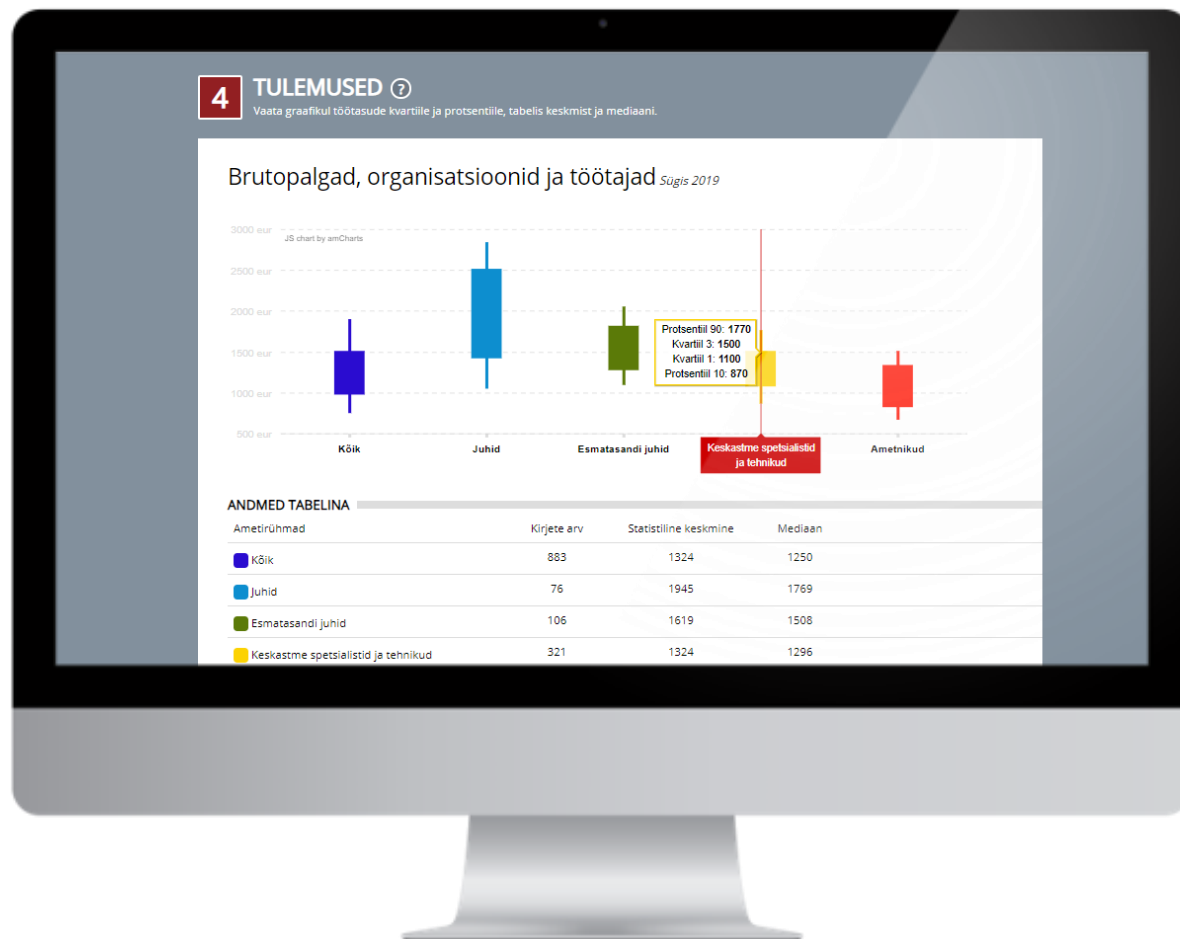 4
TULEMUSED ?
Vaata graafikul töötasude kvartiile ja protsentiile, tabelis keskmist ja mediaani.
Brutopalgad, organisatsioonid ja töötajad Sügis 2019
3000 eur
JS chart by amCharts
2500 eur
2000 eur
1500 eur
1000 eur
500 eur
Protsentiil 90: 1770
Kvartiil 3: 1500
Kvartiil 1: 1100
Protsentiil 10: 870
Kõik
Juhid
Esmatasandi juhid
Keskastme spetsialistid
ja tehnikud
Ametnikud
ANDMED TABELINA
Ametirühmad Kirjete arv Statistiline keskmine Mediaan
Kõik 883 1324 1250
Juhid 76 1945 1769
Esmatasandi juhid 106 1619 1508
Keskastme spetsialistid ja tehnikud 321 1324 1296